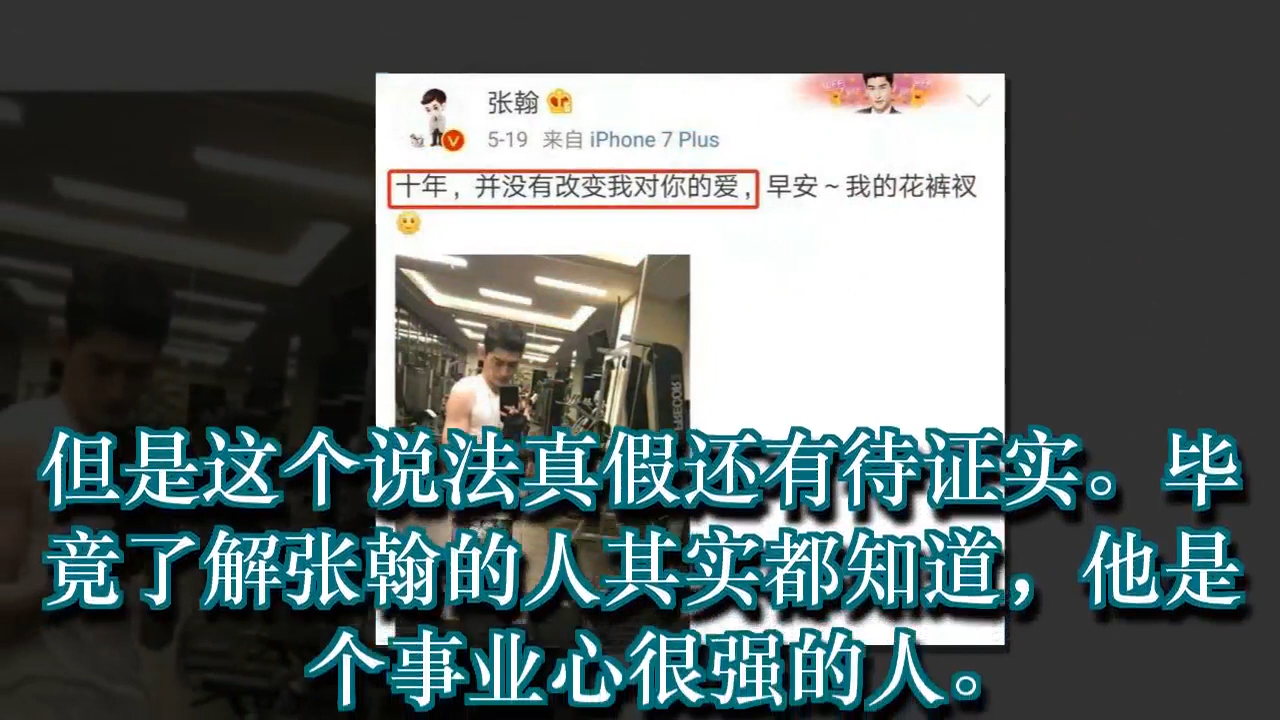 张翰
5-19 来自 iPhone 7 Plus
十年，并没有改变我对你的爱，早安～我的花裤衩
PRECOR
但是这个说法真假还有待证实。毕
竟了解张翰的人其实都知道，他是
个事业心很强的人。